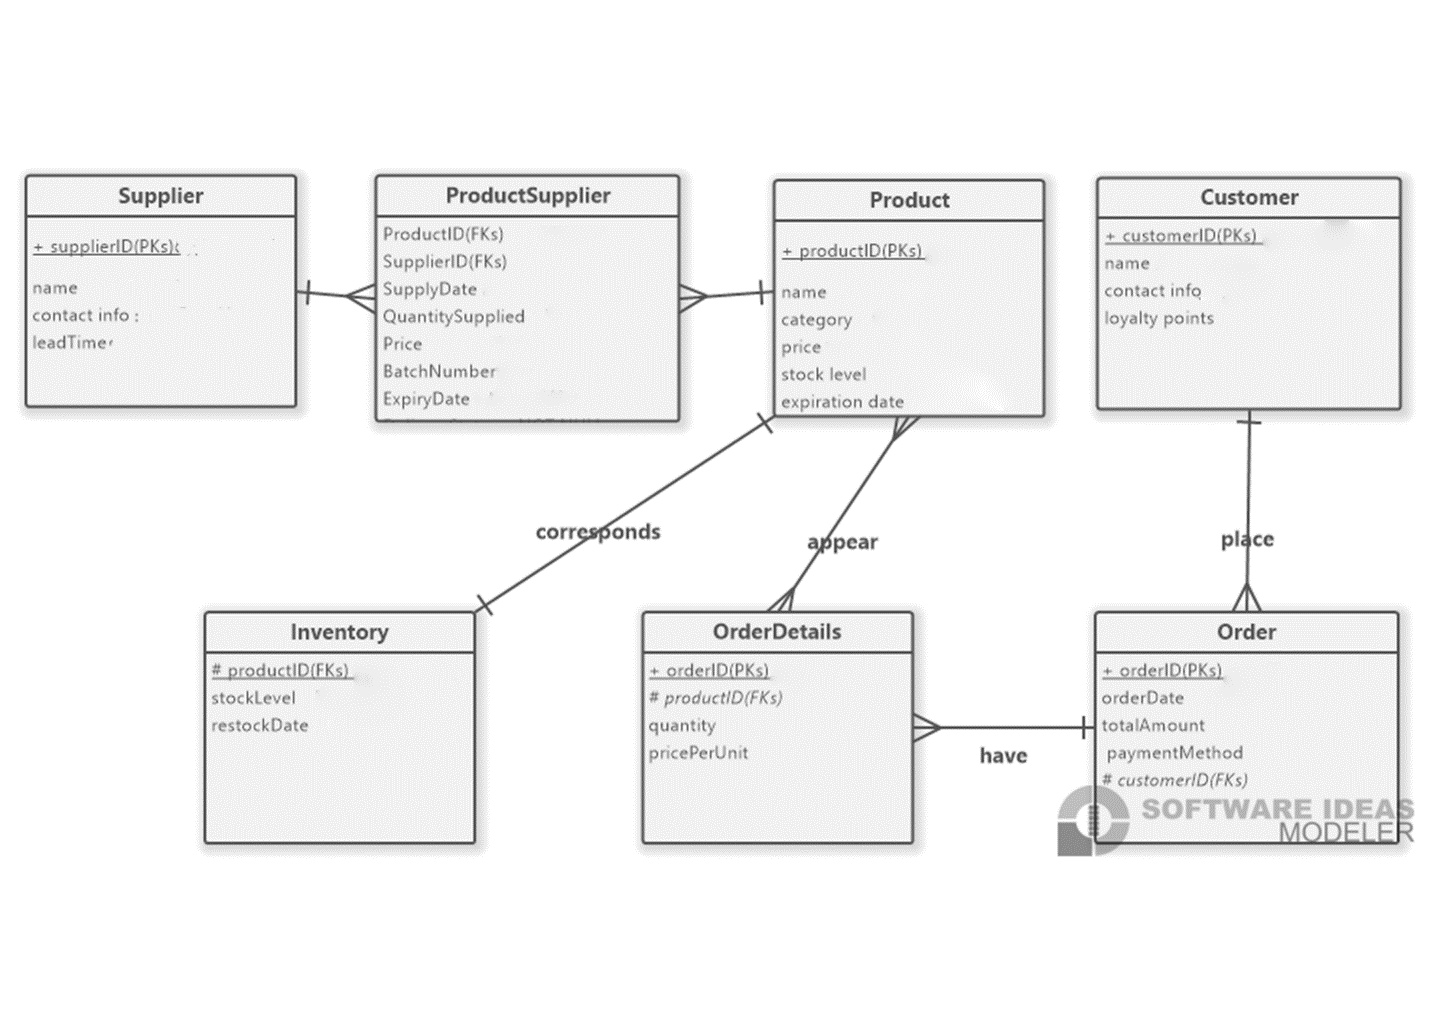 Supplier
+ supplierID(PKs)
name
contact info :
leadTime
ProductSupplier
ProductID(FKs)
SupplierID(FKs)
SupplyDate
QuantitySupplied
Price
BatchNumber
ExpiryDate
Product
+ productID(PKs)
name
category
price
stock level
expiration date
Customer
+ customerID(PKs)
name
contact info
loyalty points
corresponds
appear
place
Inventory
# productID(FKs)
stockLevel
restockDate
OrderDetails
+ orderID(PKs)
# productID(FKs)
quantity
pricePerUnit
have
Order
+ orderID(PKs)
orderDate
totalAmount
paymentMethod
# customerID(FKs)
SOFTWARE IDEAS
MODELER